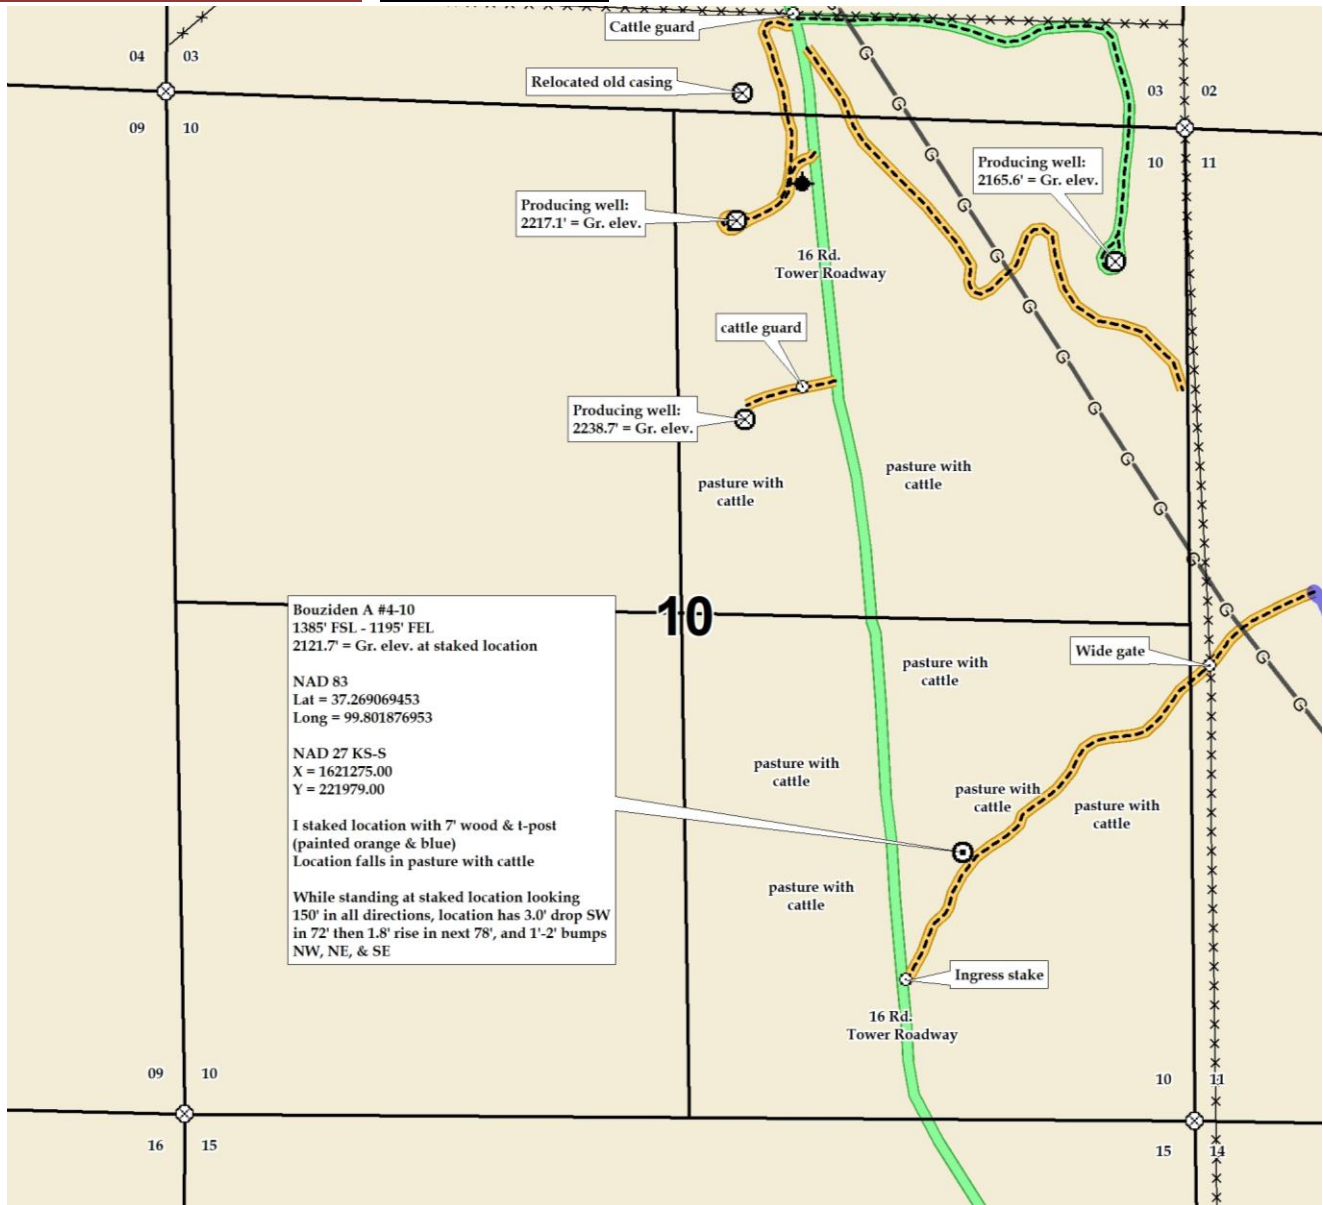 Cattle guard
04 03
Relocated old casing
03 02
09 10
10 11
Producing well:
2165.6' = Gr. elev.
Producing well:
2217.1' = Gr. elev.
16 Rd.
Tower Roadway
cattle guard
Producing well:
2238.7' = Gr. elev.
pasture with
cattle
pasture with
cattle
G G G G G G G G G G G G G G
10
Bouziden A #4-10
1385' FSL - 1195' FEL
2121.7' = Gr. elev. at staked location
NAD 83
Lat = 37.269069453
Long = 99.801876953
NAD 27 KS-S
X = 1621275.00
Y = 221979.00
I staked location with 7' wood & t-post
(painted orange & blue)
Location falls in pasture with cattle
While standing at staked location looking
150' in all directions, location has 3.0' drop SW
in 72' then 1.8' rise in next 78', and 1'-2' bumps
NW, NE, & SE
Wide gate
pasture with
cattle
pasture with
cattle
pasture with
cattle
pasture with
cattle
pasture with
cattle
Ingress stake
16 Rd.
Tower Roadway
09 10
10 11
16 15
15 14